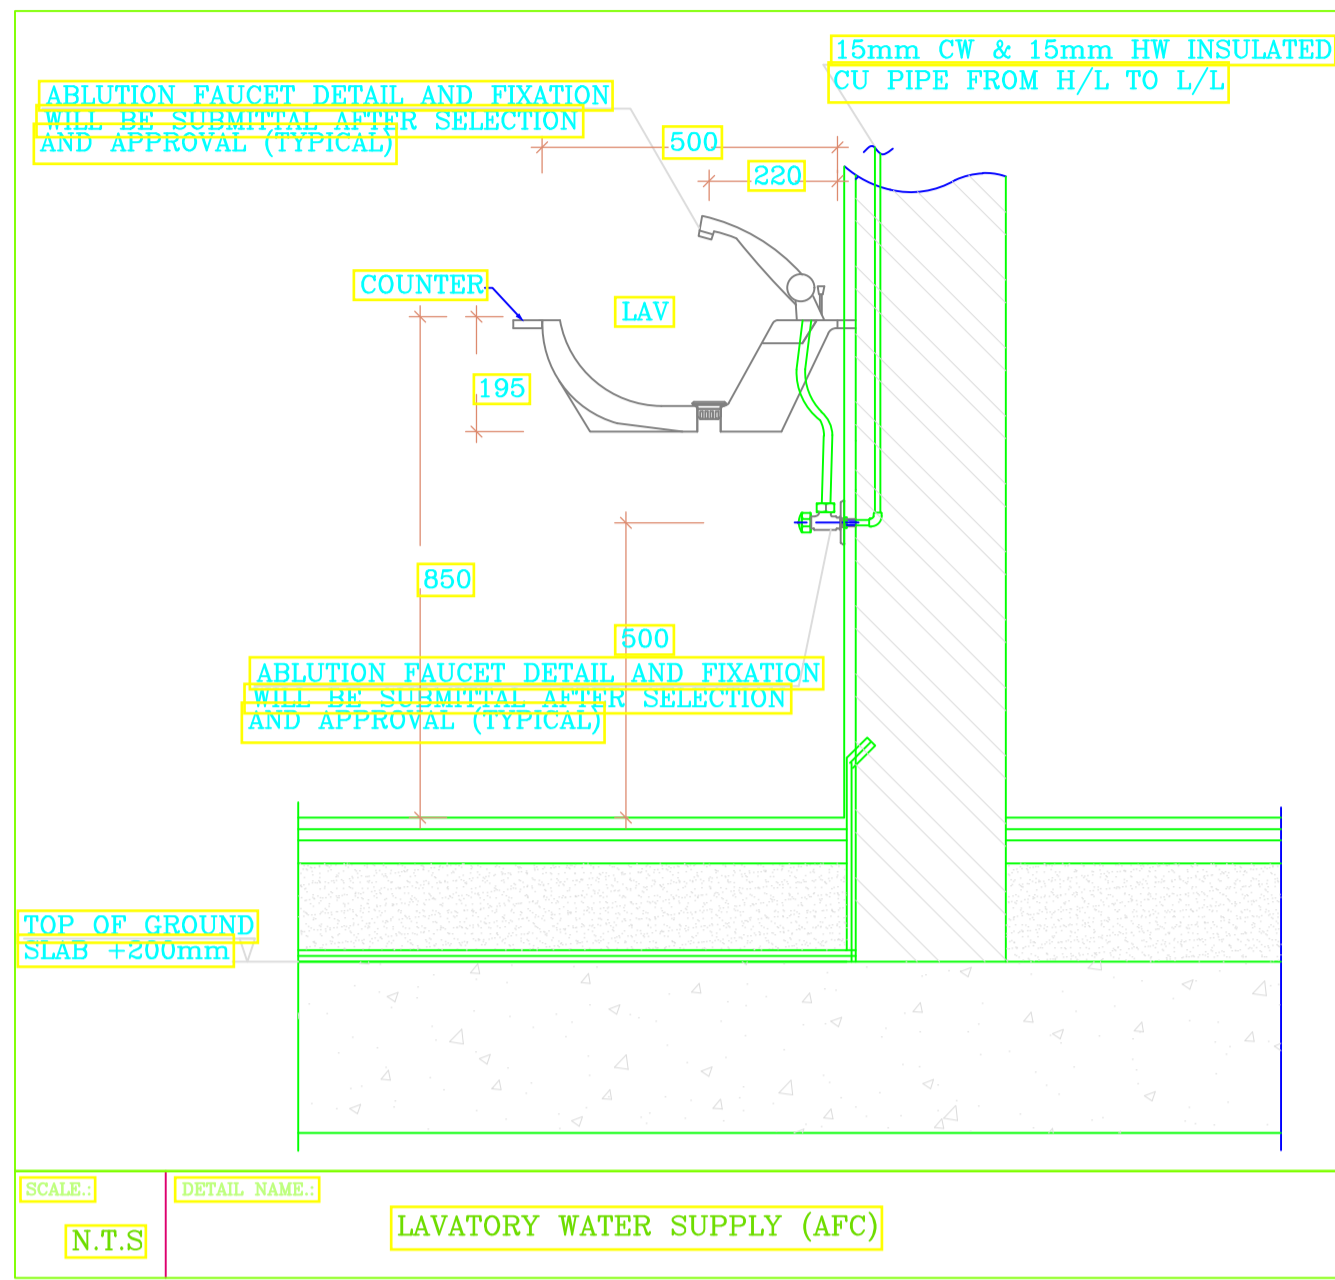 15mm CW & 15mm HW INSULATED
CU PIPE FROM H/L TO L/L
ABLUTION FAUCET DETAIL AND FIXATION
WILL BE SUBMITTAL AFTER SELECTION
AND APPROVAL (TYPICAL)
500
220
COUNTER
LAV
195
850
500
ABLUTION FAUCET DETAIL AND FIXATION
WILL BE SUBMITTAL AFTER SELECTION
AND APPROVAL (TYPICAL)
TOP OF GROUND
SLAB +200mm
SCALE.:
DETAIL NAME.:
N.T.S
LAVATORY WATER SUPPLY (AFC)